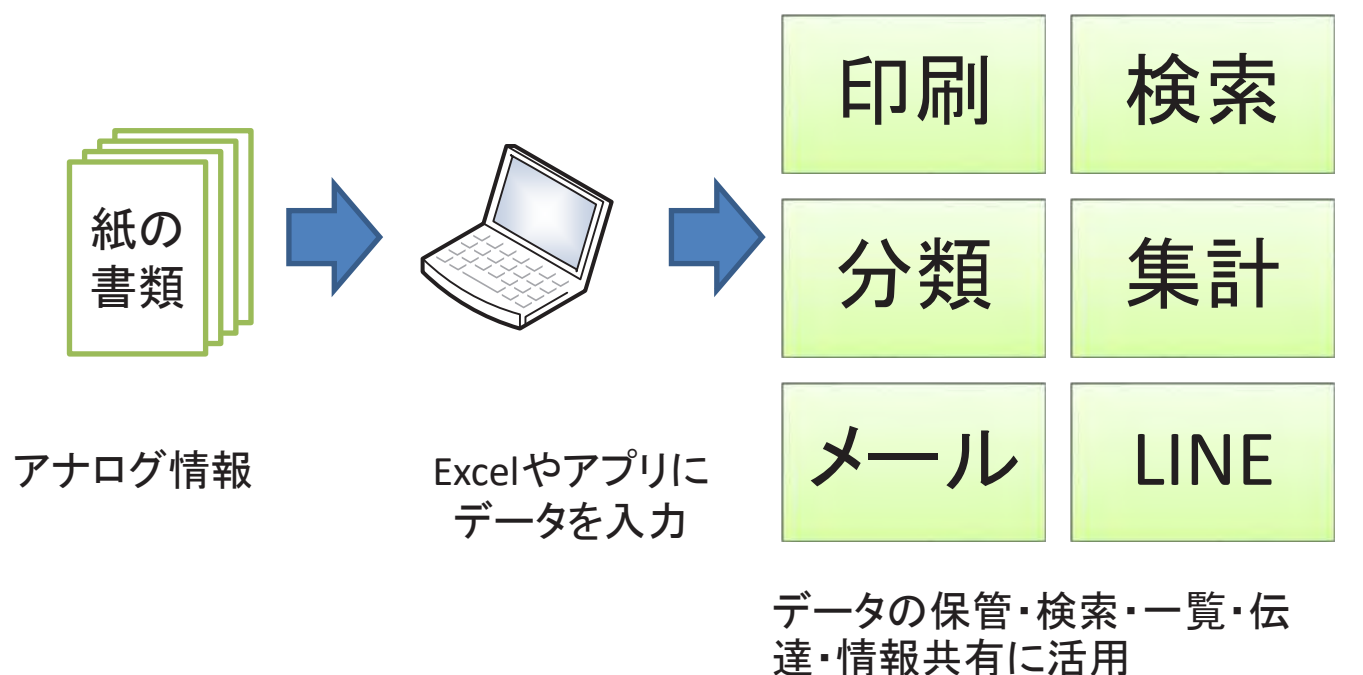 紙の
書類
アナログ情報
Excelやアプリに
データを入力
印刷
検索
分類
集計
メール
LINE
データの保管・検索・一覧・伝
達・情報共有に活用